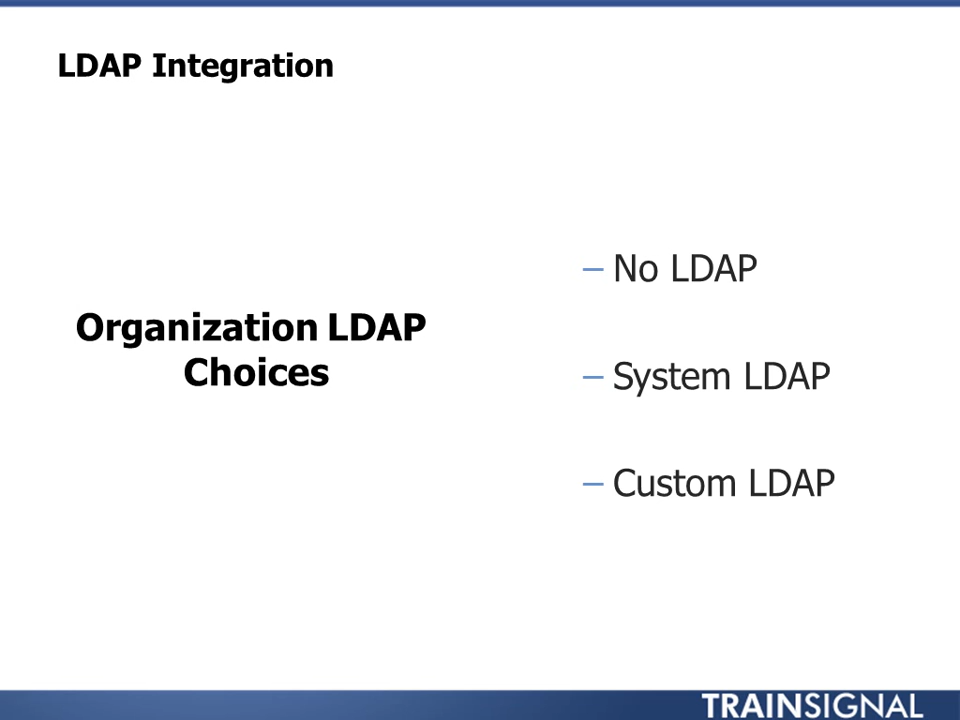 LDAP Integration
Organization LDAP
Choices
– No LDAP
– System LDAP
– Custom LDAP
TRAINSIGNAL